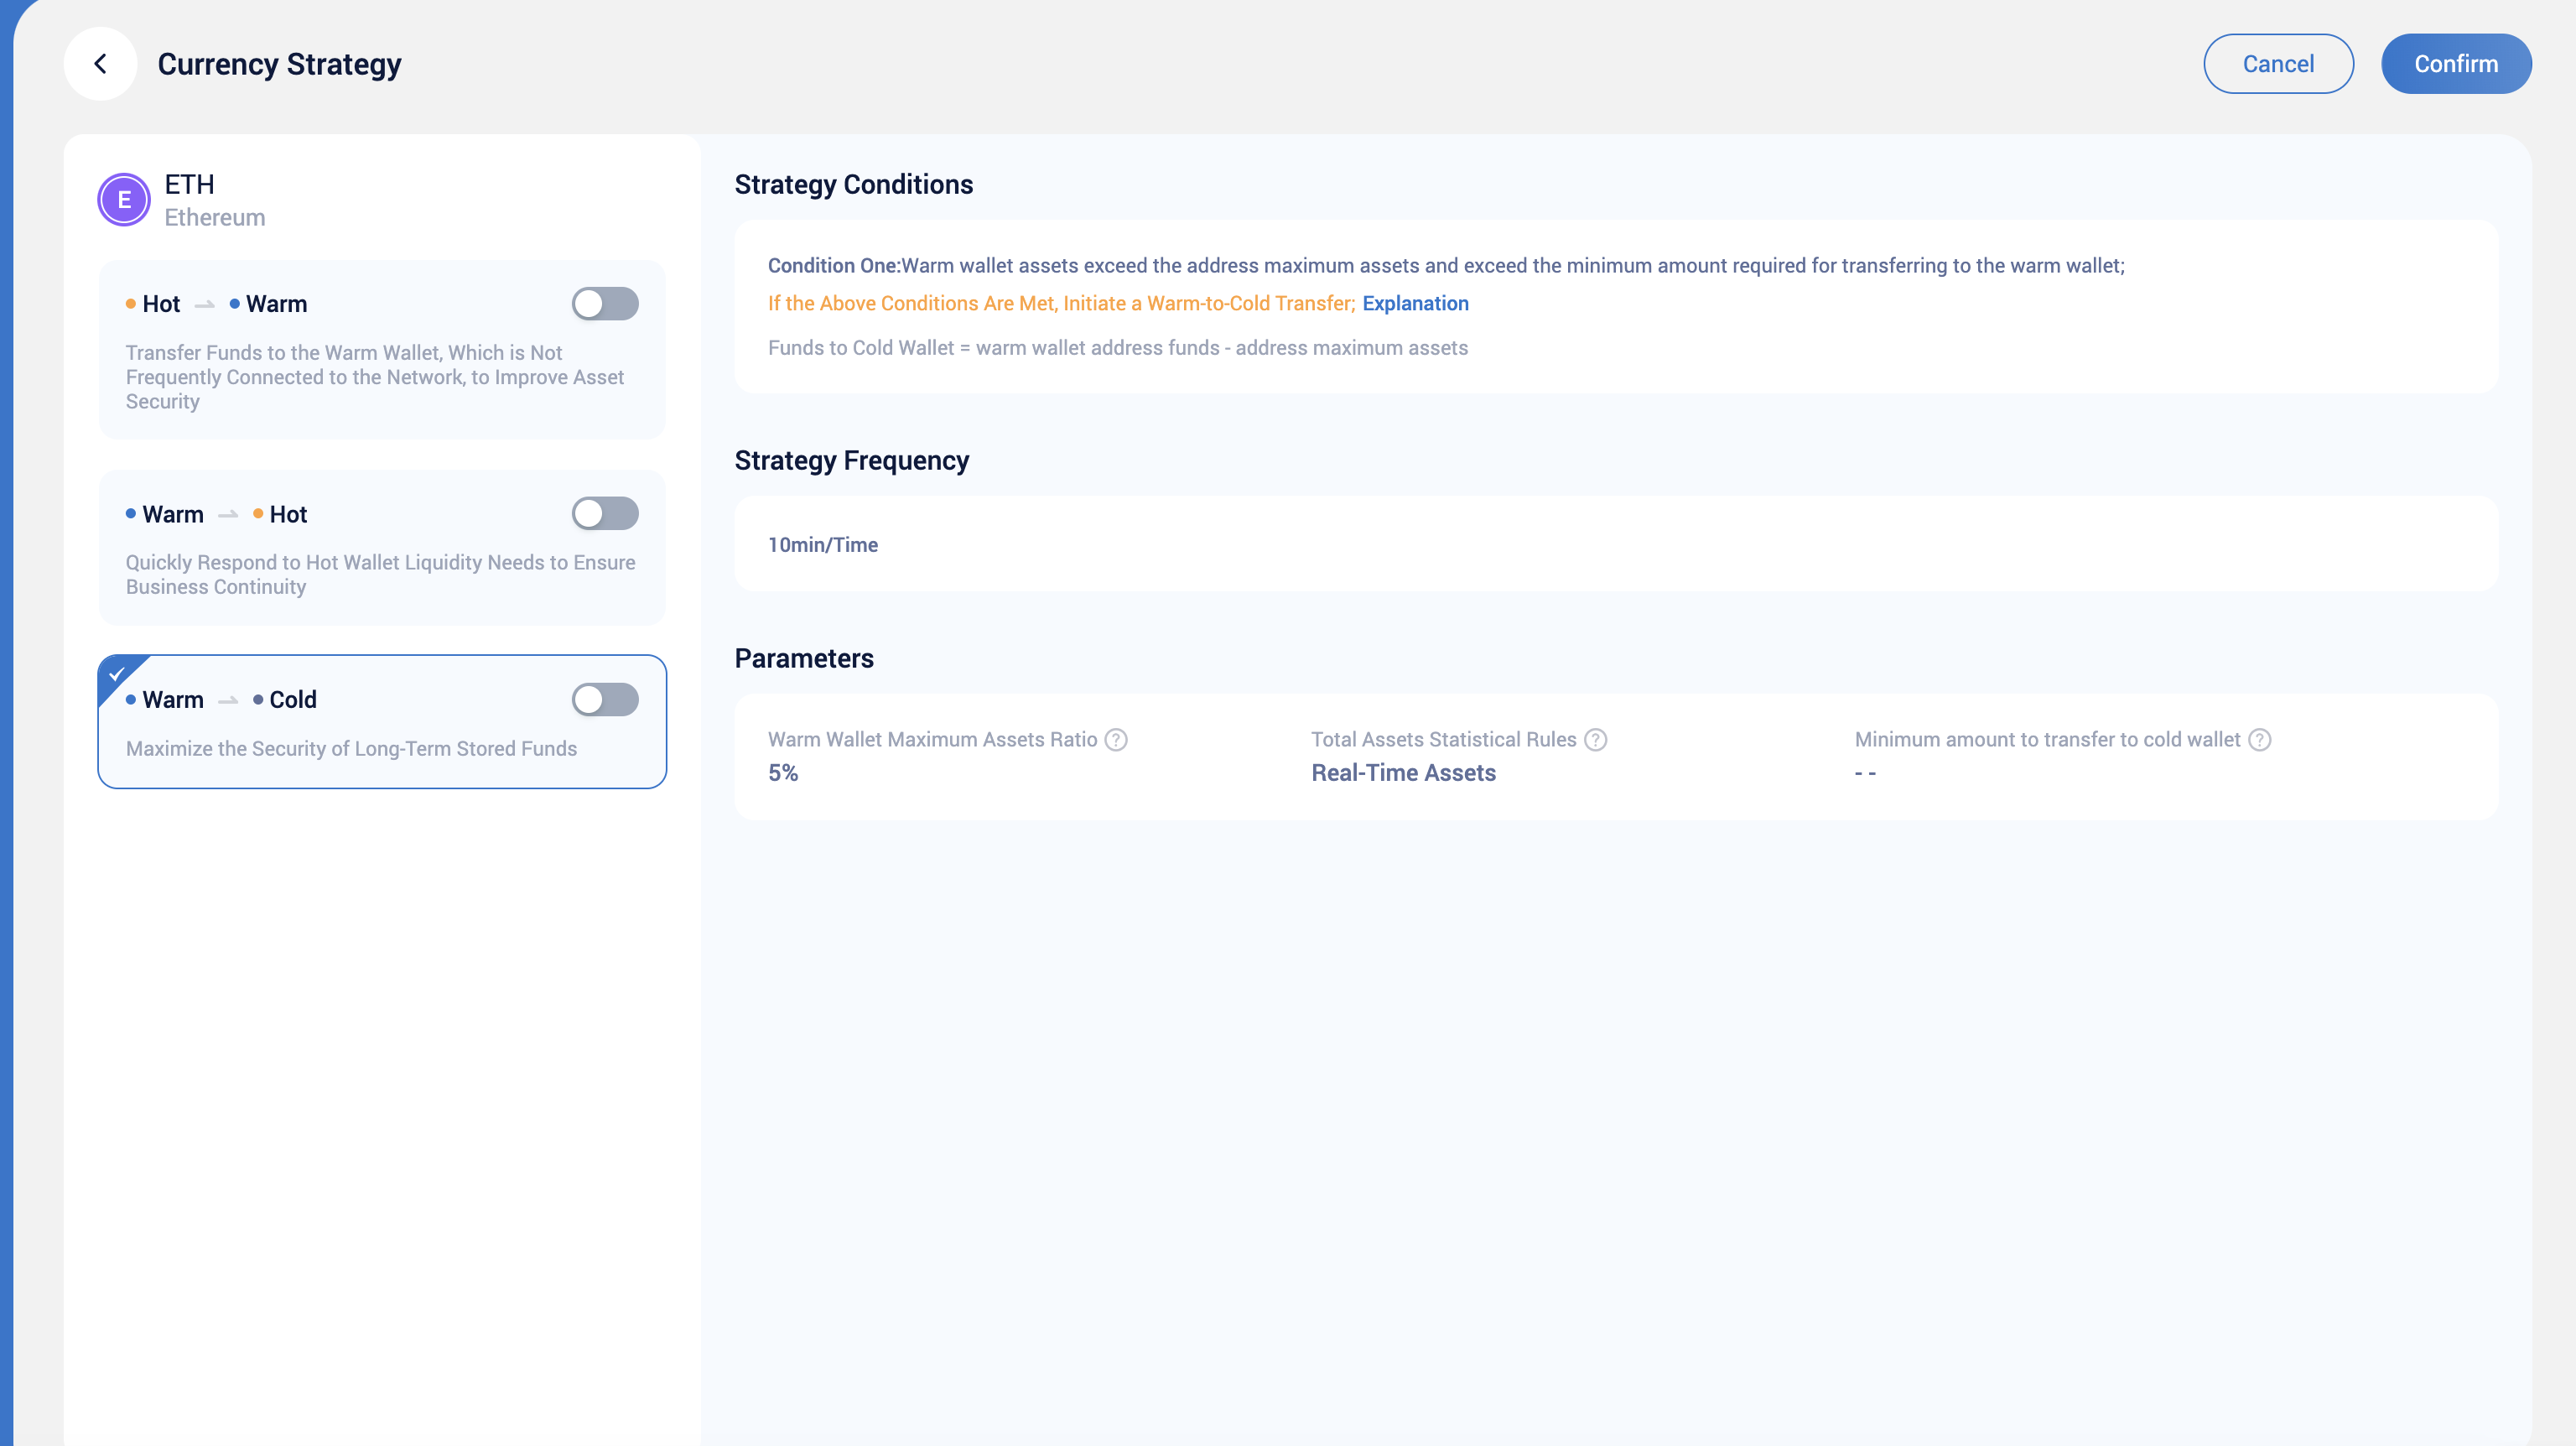 Currency Strategy
Cancel
Confirm
E
ETH
Ethereum
Hot
Warm
Transfer Funds to the Warm Wallet, Which is Not
Frequently Connected to the Network, to Improve Asset
Security
Warm
Hot
Quickly Respond to Hot Wallet Liquidity Needs to Ensure
Business Continuity
Warm
Cold
Maximize the Security of Long-Term Stored Funds
Strategy Conditions
Condition One:Warm wallet assets exceed the address maximum assets and exceed the minimum amount required for transferring to the warm wallet;
If the Above Conditions Are Met, Initiate a Warm-to-Cold Transfer; Explanation
Funds to Cold Wallet = warm wallet address funds - address maximum assets
Strategy Frequency
10min/Time
Parameters
Warm Wallet Maximum Assets Ratio ?
5%
Total Assets Statistical Rules ?
Real-Time Assets
Minimum amount to transfer to cold wallet ?
- -